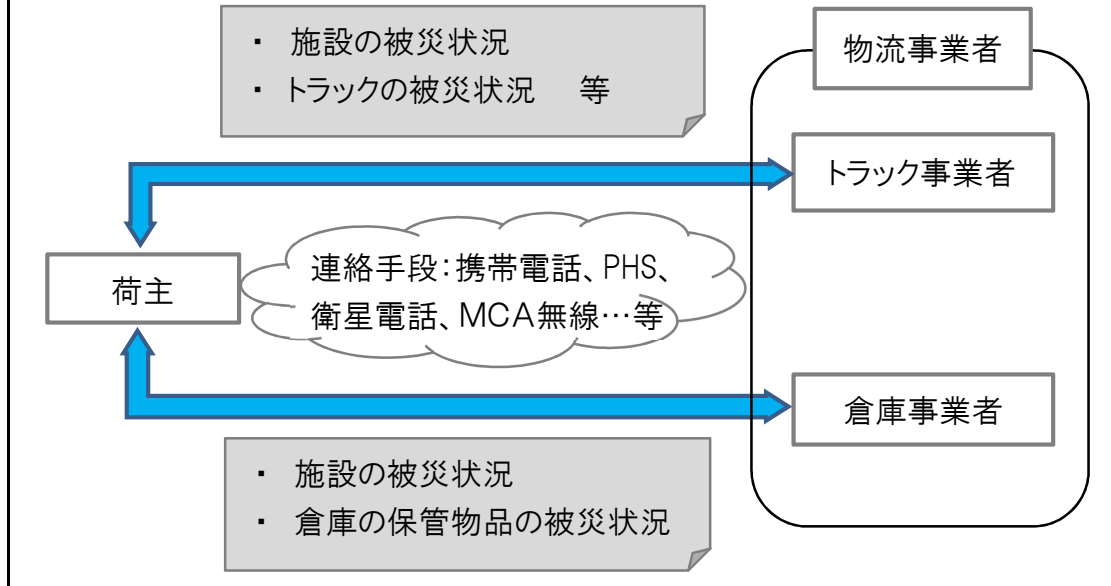 ・ 施設の被災状況
・ トラックの被災状況 等
物流事業者
トラック事業者
荷主
連絡手段:携帯電話、PHS、
衛星電話、MCA無線…等
倉庫事業者
・ 施設の被災状況
・ 倉庫の保管物品の被災状況